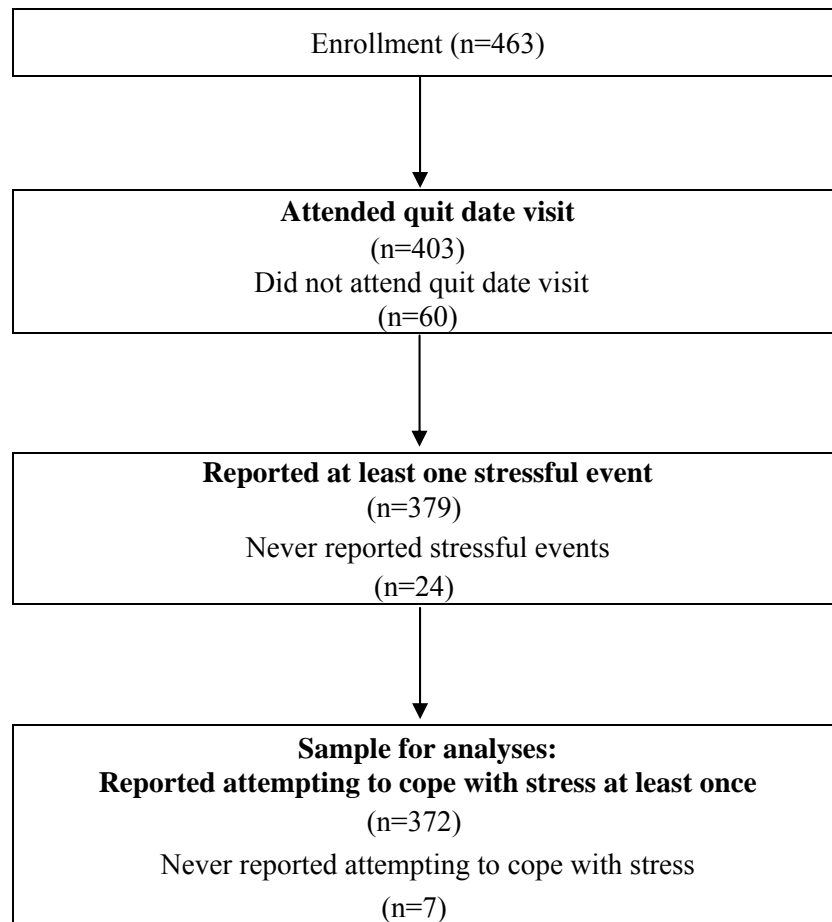 Enrollment (n=463)
Attended quit date visit
(n=403)
Did not attend quit date visit
(n=60)
Reported at least one stressful event
(n=379)
Never reported stressful events
(n=24)
Sample for analyses:
Reported attempting to cope with stress at least once
(n=372)
Never reported attempting to cope with stress
(n=7)